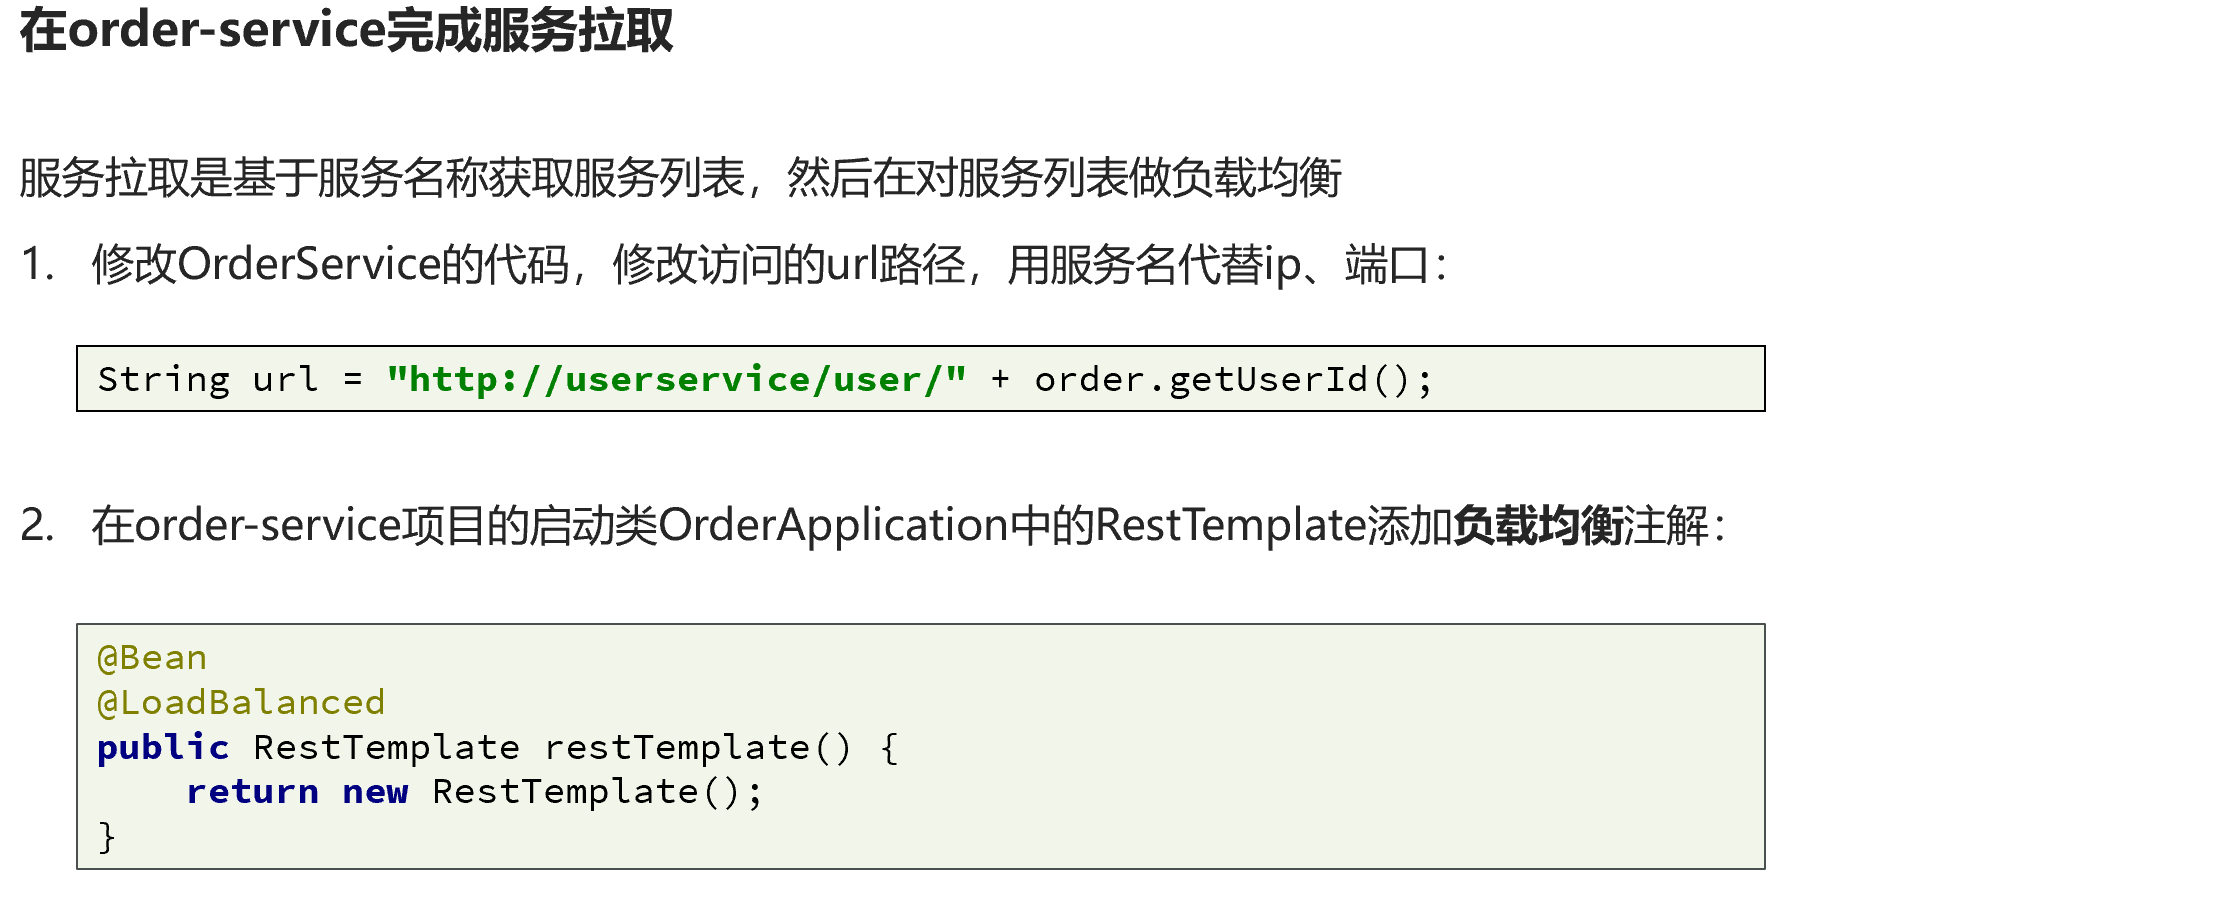 在order-service完成服务拉取
服务拉取是基于服务名称获取服务列表，然后在对服务列表做负载均衡
1. 修改OrderService的代码，修改访问的url路径，用服务名代替ip、端口：
String url = "http://userservice/user/" + order.getUserId();
2. 在order-service项目的启动类OrderApplication中的RestTemplate添加负载均衡注解：
@Bean
@LoadBalanced
public RestTemplate restTemplate() {
    return new RestTemplate();
}